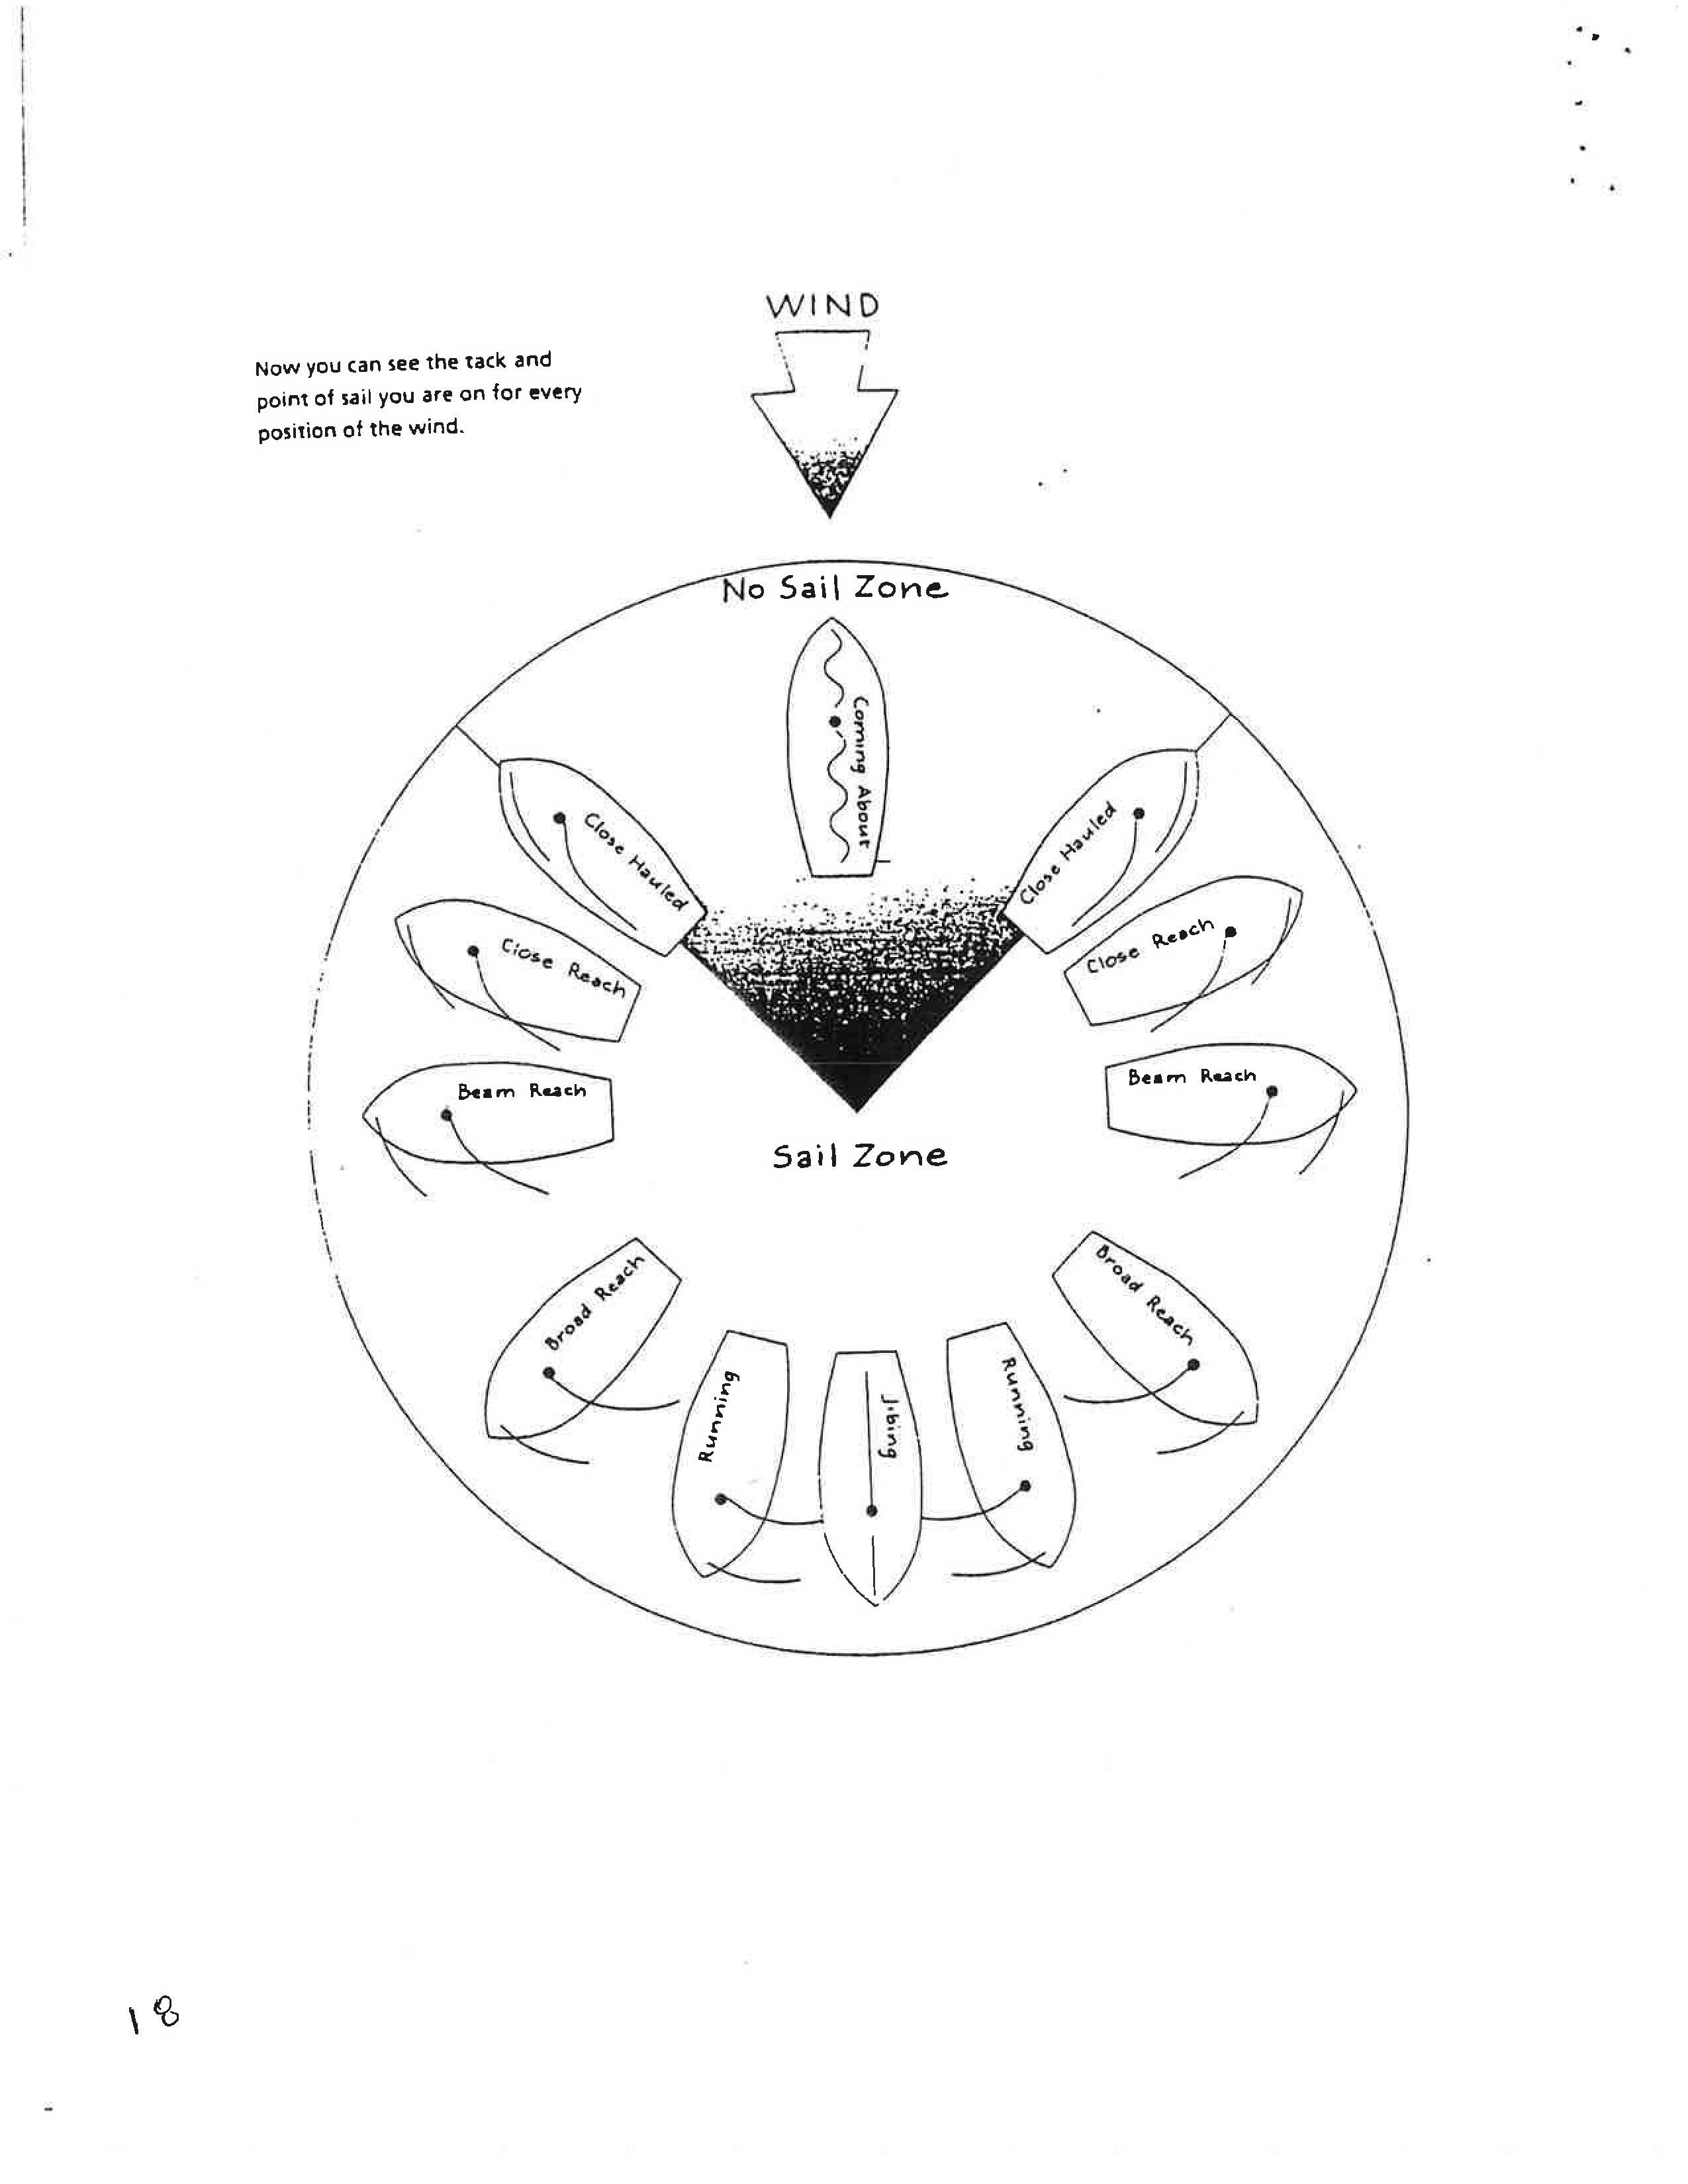 WIND
Now you can see the tack and
point of sail you are on for every
position of the wind.
No Sail Zone
Coming About
Close Hauled
Close Hauled
Close Reach
Close Reach
Beam Reach
Beam Reach
Sail Zone
Broad Reach
Broad Reach
Running
Jibing
Running
18